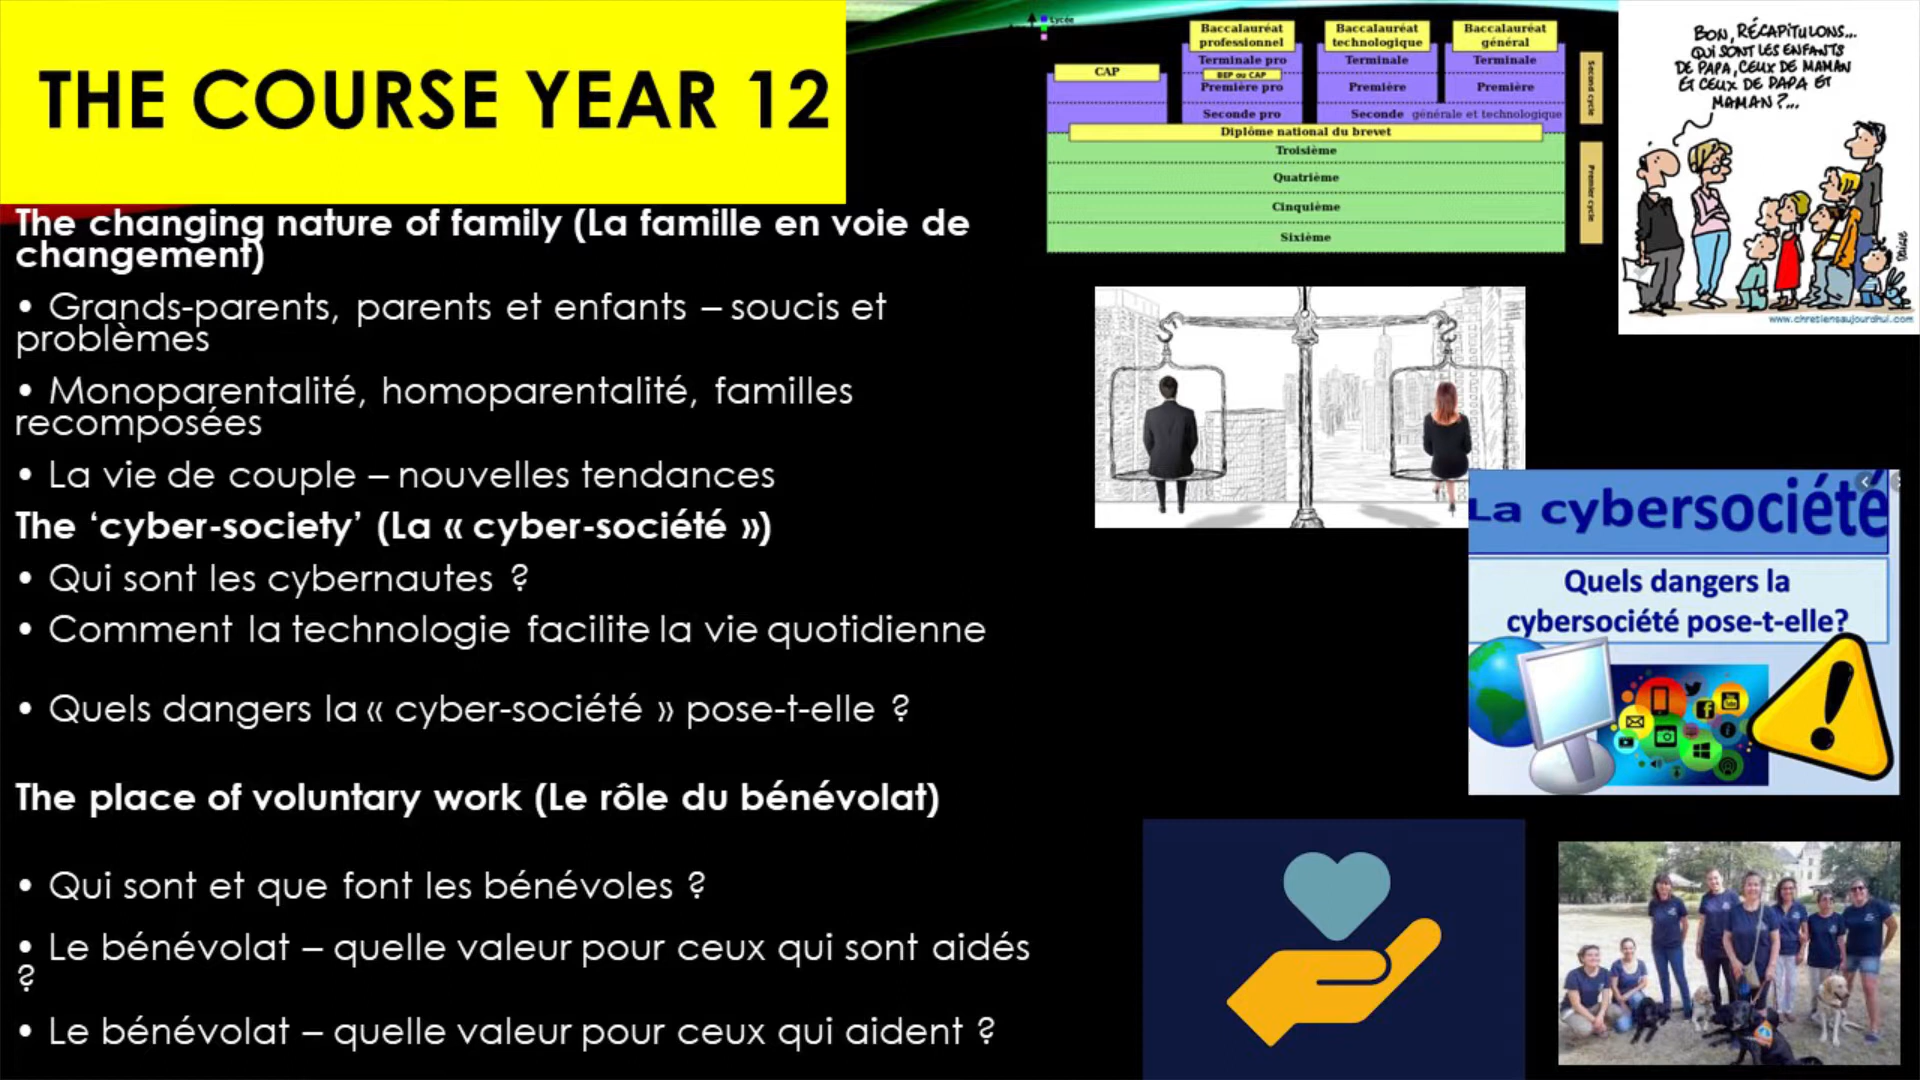 THE COURSE YEAR 12
The changing nature of family (La famille en voie de
changement)
• Grands-parents, parents et enfants – soucis et
problèmes
• Monoparentalité, homoparentalité, familles
recomposées
• La vie de couple – nouvelles tendances
The ‘cyber-society’ (La « cyber-société »)
• Qui sont les cybernautes ?
• Comment la technologie facilite la vie quotidienne
• Quels dangers la « cyber-société » pose-t-elle ?
The place of voluntary work (Le rôle du bénévolat)
• Qui sont et que font les bénévoles ?
• Le bénévolat – quelle valeur pour ceux qui sont aidés
?
• Le bénévolat – quelle valeur pour ceux qui aident ?
Lycée
CAP
Baccalauréat
professionnel
Terminale pro
BEP ou CAP
Première pro
Seconde pro
Baccalauréat
technologique
Terminale
Première
Baccalauréat
général
Terminale
Première
Seconde générale et technologique
Diplôme national du brevet
Troisième
Quatrième
Cinquième
Sixième
Second cycle
Premier cycle
BON, RÉCAPITULONS...
QUI SONT LES ENFANTS
DE PAPA, CEUX DE MAMAN
ET CEUX DE PAPA ET
MAMAN ?...
www.chretiensaujourdhui.com
La cybersociété
Quels dangers la
cybersociété pose-t-elle?